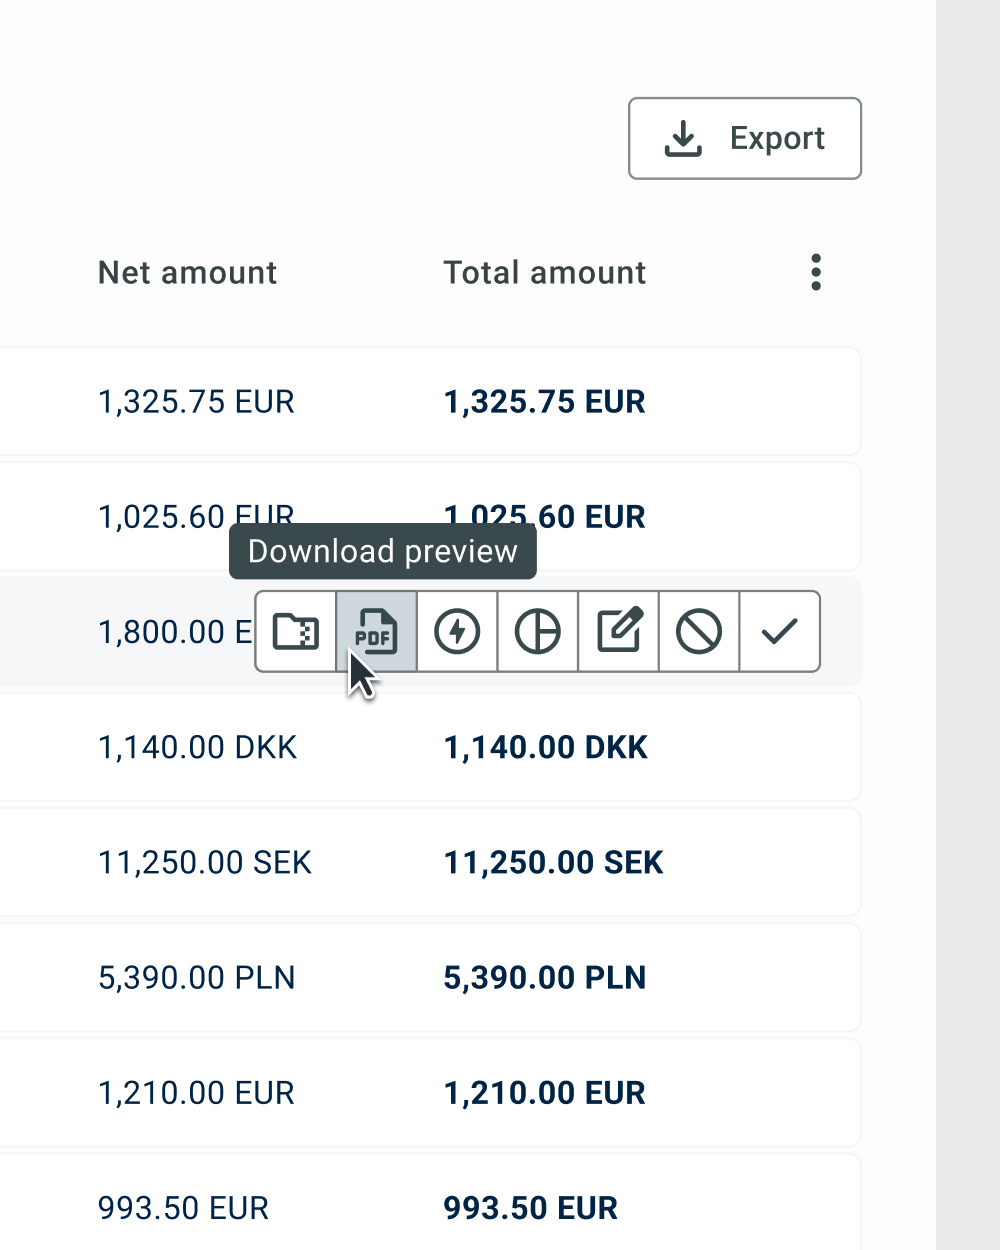 Export
Net amount Total amount
1,325.75 EUR 1,325.75 EUR
1,025.60 EUR 1,025.60 EUR
Download preview
1,800.00 E
PDF
1,140.00 DKK 1,140.00 DKK
11,250.00 SEK 11,250.00 SEK
5,390.00 PLN 5,390.00 PLN
1,210.00 EUR 1,210.00 EUR
993.50 EUR 993.50 EUR